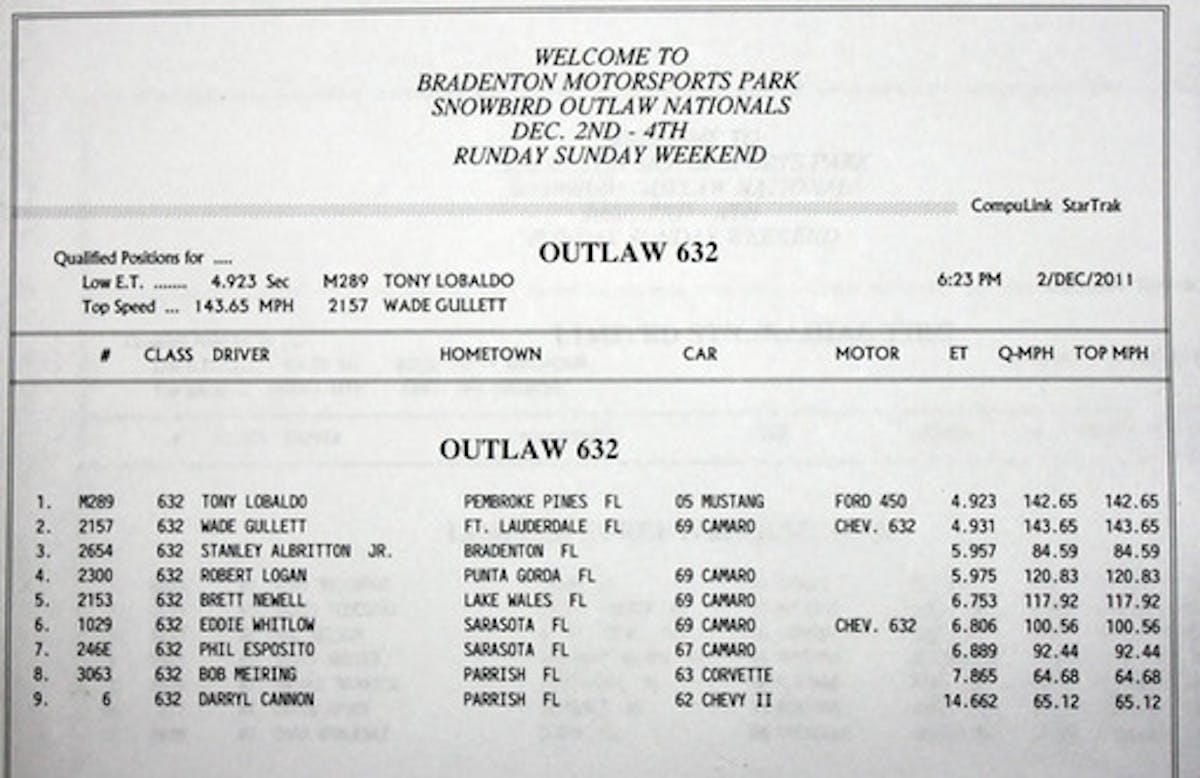 WELCOME TO
BRADENTON MOTORSPORTS PARK
SNOWBIRD OUTLAW NATIONALS
DEC. 2ND - 4TH
RUNDAY SUNDAY WEEKEND
CompuLink StarTrak
Qualified Positions for .... OUTLAW 632
Low E.T. ....... 4.923 Sec M289 TONY LOBALDO 6:23 PM 2/DEC/2011
Top Speed ... 143.65 MPH 2157 WADE GULLETT
# CLASS DRIVER HOMETOWN CAR MOTOR ET Q-MPH TOP MPH
OUTLAW 632
1. M289 632 TONY LOBALDO PEMBROKE PINES FL 05 MUSTANG FORD 450 4.923 142.65 142.65
2. 2157 632 WADE GULLETT FT. LAUDERDALE FL 69 CAMARO CHEV. 632 4.931 143.65 143.65
3. 2654 632 STANLEY ALBRITTON JR. BRADENTON FL 5.957 84.59 84.59
4. 2300 632 ROBERT LOGAN PUNTA GORDA FL 69 CAMARO 5.975 120.83 120.83
5. 2153 632 BRETT NEWELL LAKE WALES FL 69 CAMARO 6.753 117.92 117.92
6. 1029 632 EDDIE WHITLOW SARASOTA FL 69 CAMARO CHEV. 632 6.806 100.56 100.56
7. 246E 632 PHIL ESPOSITO SARASOTA FL 67 CAMARO 6.889 92.44 92.44
8. 3063 632 BOB MEIRING PARRISH FL 63 CORVETTE 7.865 64.68 64.68
9. 6 632 DARRYL CANNON PARRISH FL 62 CHEVY II 14.662 65.12 65.12